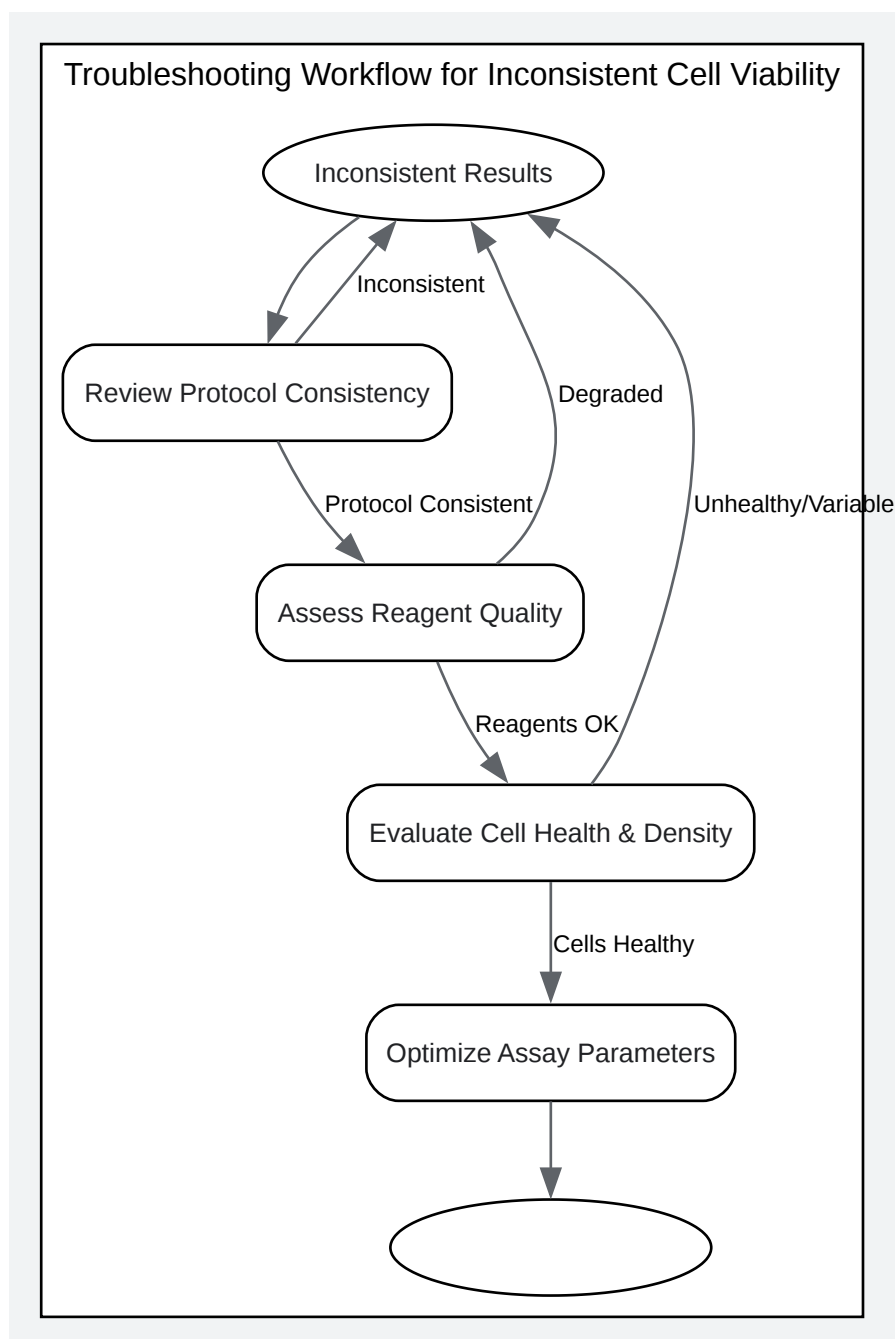 Troubleshooting Workflow for Inconsistent Cell Viability
Inconsistent Results
Inconsistent
Review Protocol Consistency
Degraded
Protocol Consistent
Unhealthy/Variable
Assess Reagent Quality
Reagents OK
Evaluate Cell Health & Density
Cells Healthy
Optimize Assay Parameters